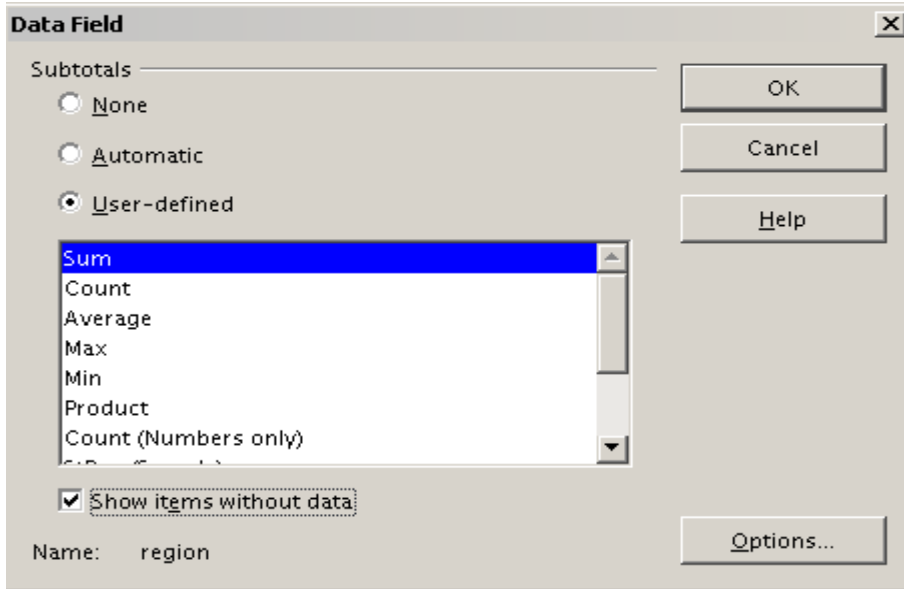 Data Field
Subtotals
None
Automatic
User-defined
Sum
Count
Average
Max
Min
Product
Count (Numbers only)
Show items without data
Name: region
OK
Cancel
Help
Options...